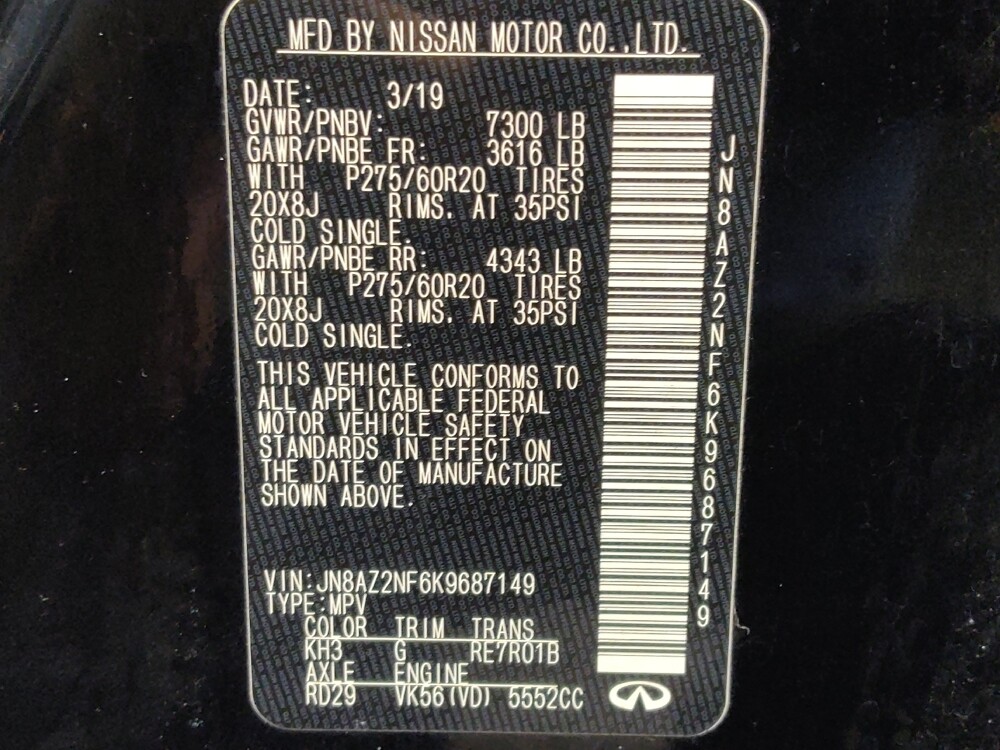 MFD BY NISSAN MOTOR CO.,LTD.
DATE: 3/19
GVWR/PNBV: 7300 LB
GAWR/PNBE FR: 3616 LB
WITH P275/60R20 TIRES
20X8J RIMS. AT 35PSI
COLD SINGLE.
GAWR/PNBE RR: 4343 LB
WITH P275/60R20 TIRES
20X8J RIMS. AT 35PSI
COLD SINGLE.
THIS VEHICLE CONFORMS TO
ALL APPLICABLE FEDERAL
MOTOR VEHICLE SAFETY
STANDARDS IN EFFECT ON
THE DATE OF MANUFACTURE
SHOWN ABOVE.
VIN:JN8AZ2NF6K9687149
TYPE:MPV
COLOR TRIM TRANS
KH3 G RE7R01B
AXLE ENGINE
RD29 VK56(VD) 5552CC
JN8AZ2NF6K9687149